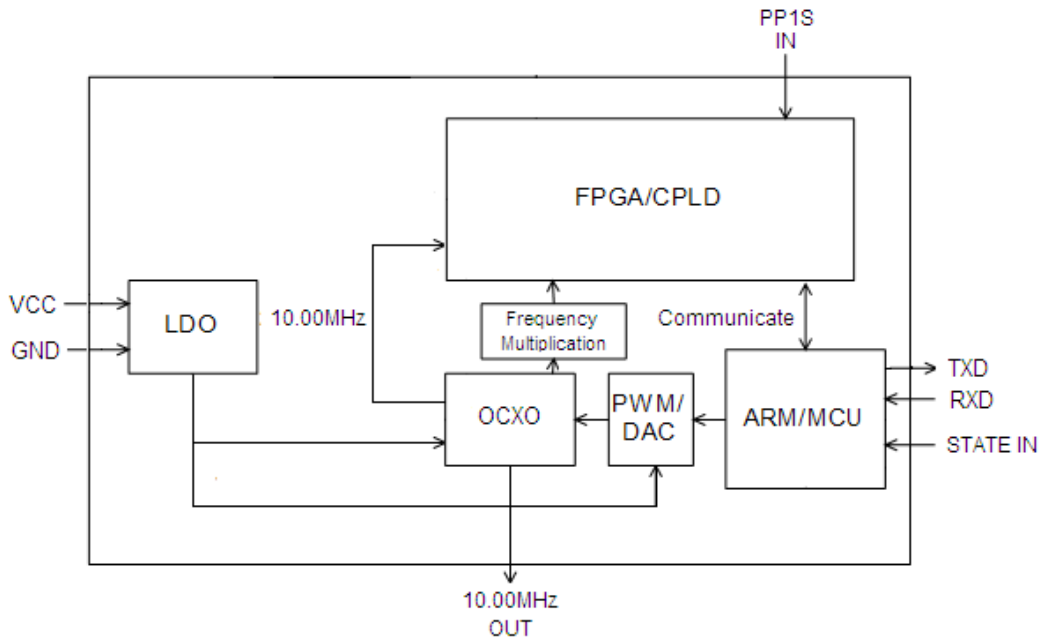 PP1S
IN
FPGA/CPLD
VCC
GND
LDO
10.00MHz
Frequency
Multiplication
Communicate
OCXO
PWM/
DAC
ARM/MCU
TXD
RXD
STATE IN
10.00MHz
OUT